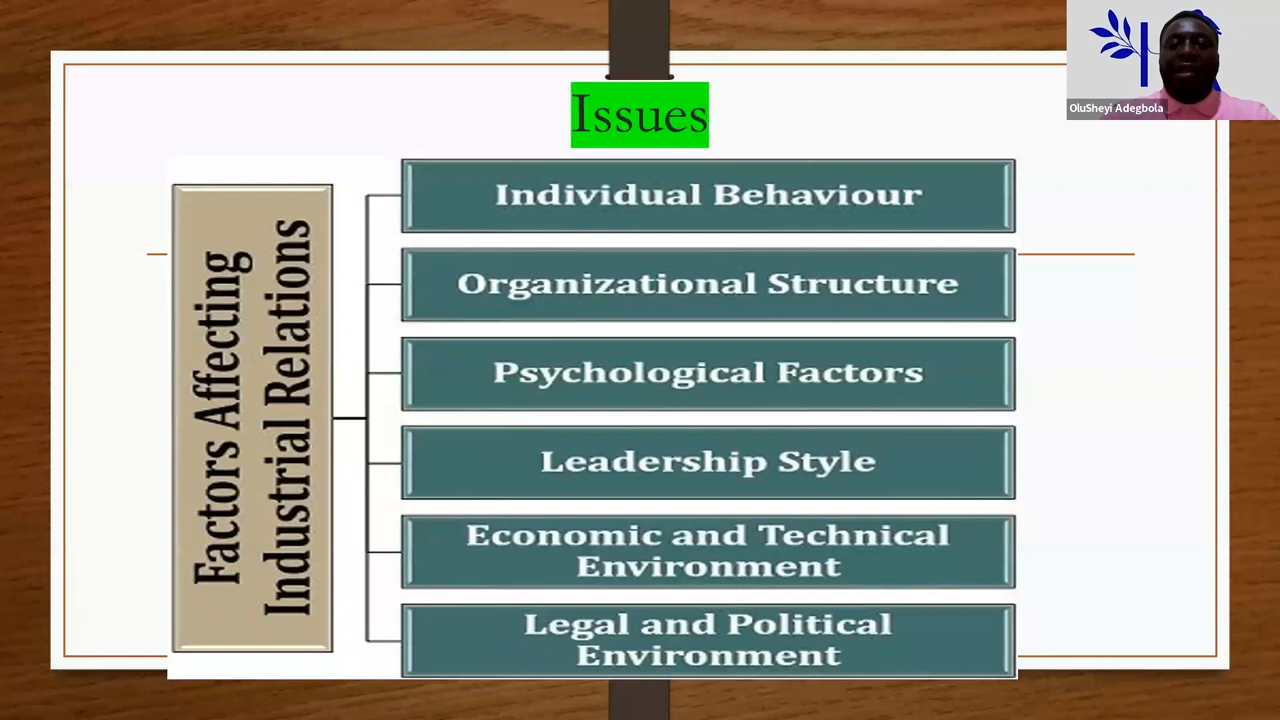 Issues
OluSheyi Adegbola
Factors Affecting
Industrial Relations
Individual Behaviour
Organizational Structure
Psychological Factors
Leadership Style
Economic and Technical
Environment
Legal and Political
Environment